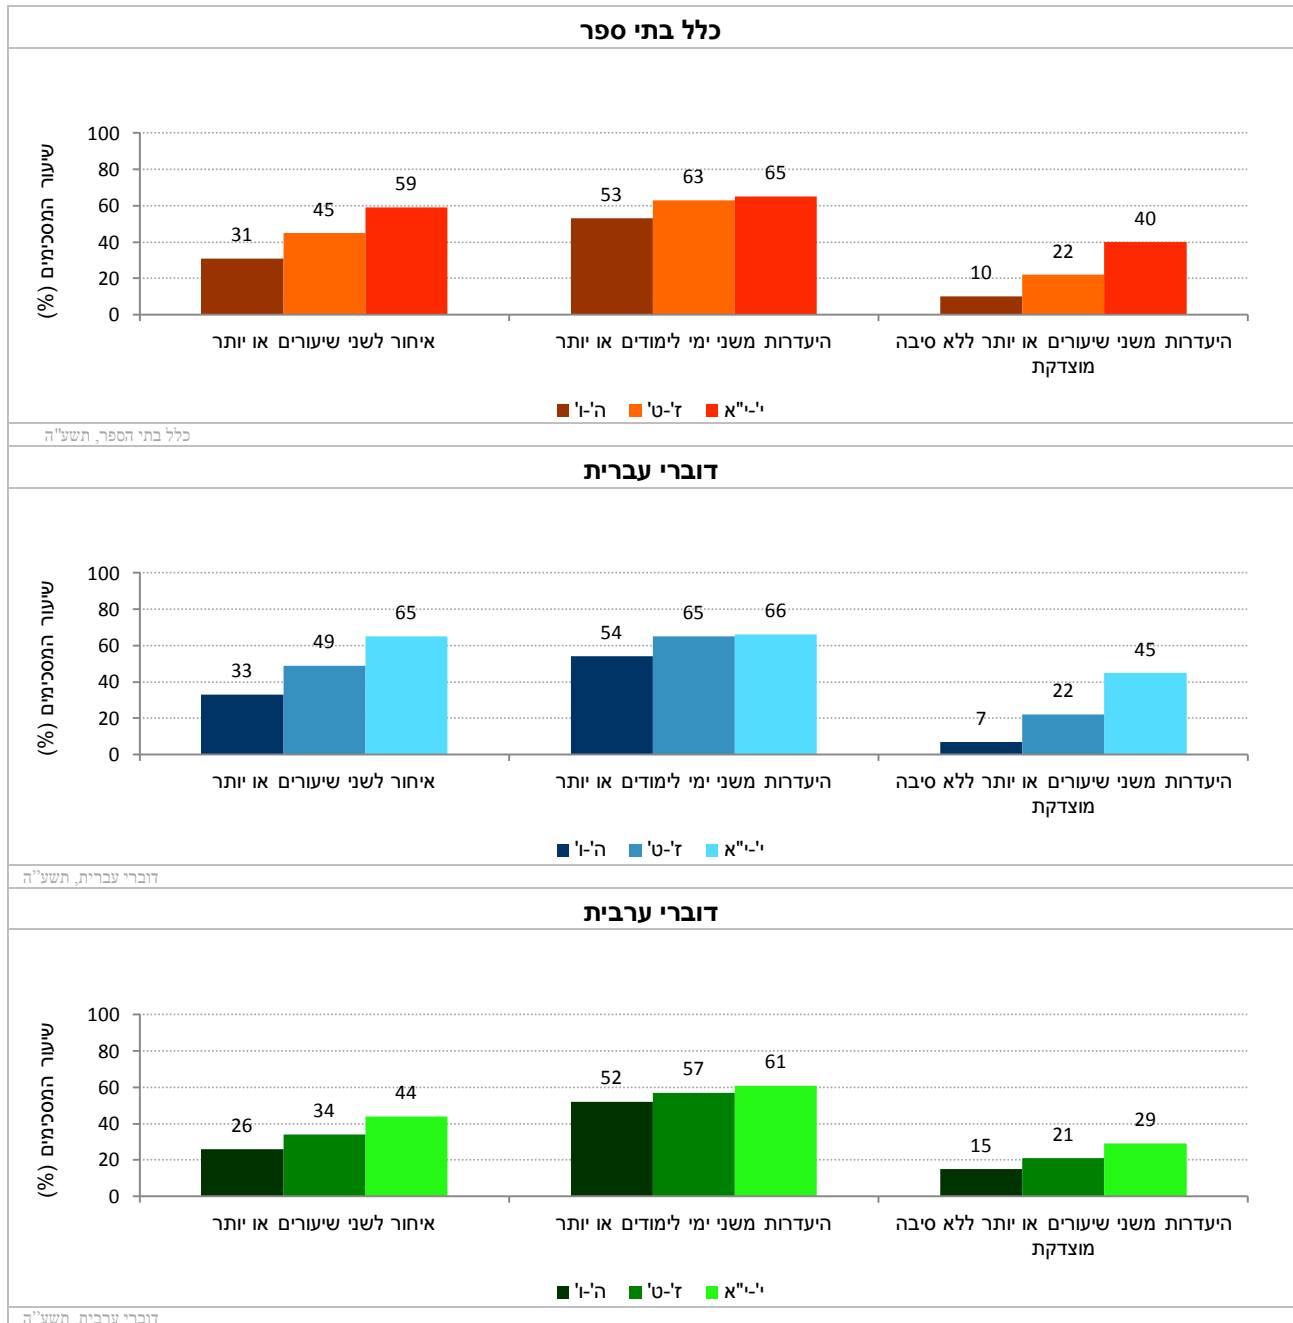 כלל בתי ספר
שיעור המסכימים (%)
100
80
60
40
20
0
31
45
59
53
63
65
10
22
40
איחור לשני שיעורים או יותר
היעדרות משני ימי לימודים או יותר
היעדרות משני שיעורים או יותר ללא סיבה
מוצדקת
ה'-ו' ז'-ט' י'-י"א
כלל בתי הספר, תשע"ה
דוברי עברית
שיעור המסכימים (%)
100
80
60
40
20
0
33
49
65
54
65
66
7
22
45
איחור לשני שיעורים או יותר
היעדרות משני ימי לימודים או יותר
היעדרות משני שיעורים או יותר ללא סיבה
מוצדקת
ה'-ו' ז'-ט' י'-י"א
דוברי עברית, תשע"ה
דוברי ערבית
שיעור המסכימים (%)
100
80
60
40
20
0
26
34
44
52
57
61
15
21
29
איחור לשני שיעורים או יותר
היעדרות משני ימי לימודים או יותר
היעדרות משני שיעורים או יותר ללא סיבה
מוצדקת
ה'-ו' ז'-ט' י'-י"א
דוברי ערבית, תשע"ה